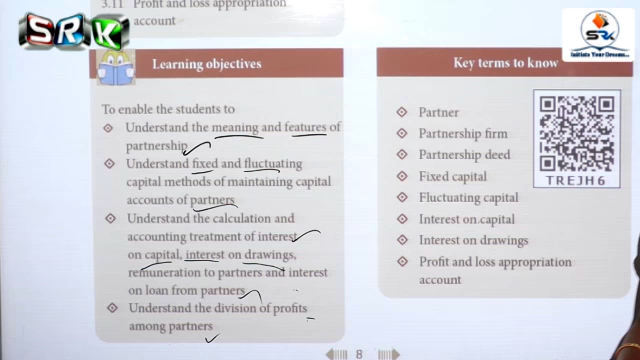 3.11 Profit and loss appropriation
account
SRK
SRK
Initiate Your Dreams...
Learning objectives
To enable the students to
Understand the meaning and features of
partnership
Understand fixed and fluctuating
capital methods of maintaining capital
accounts of partners
Understand the calculation and
accounting treatment of interest
on capital, interest on drawings,
remuneration to partners and interest
on loan from partners
Understand the division of profits
among partners
Key terms to know
Partner
Partnership firm
Partnership deed
Fixed capital
Fluctuating capital
Interest on capital
Interest on drawings
Profit and loss appropriation
account
TREJH6
8